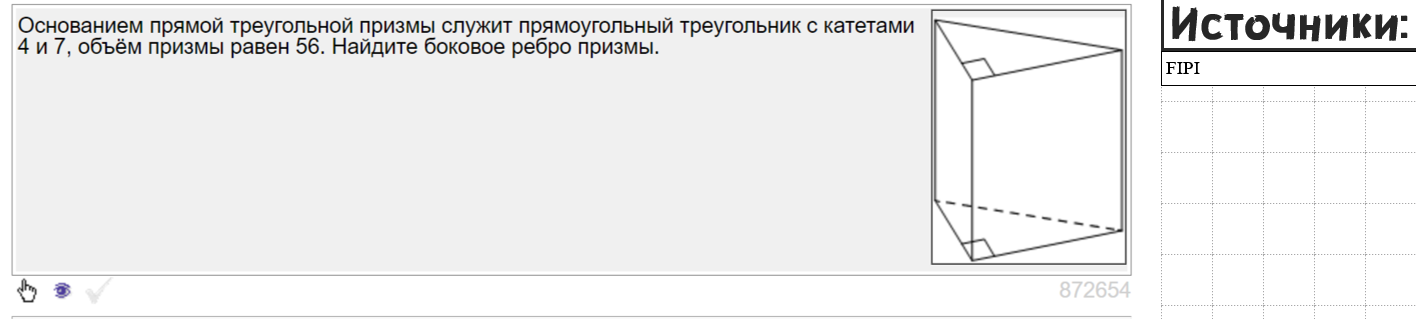 Основанием прямой треугольной призмы служит прямоугольный треугольник с катетами
4 и 7, объём призмы равен 56. Найдите боковое ребро призмы.
872654
Источники:
FIPI